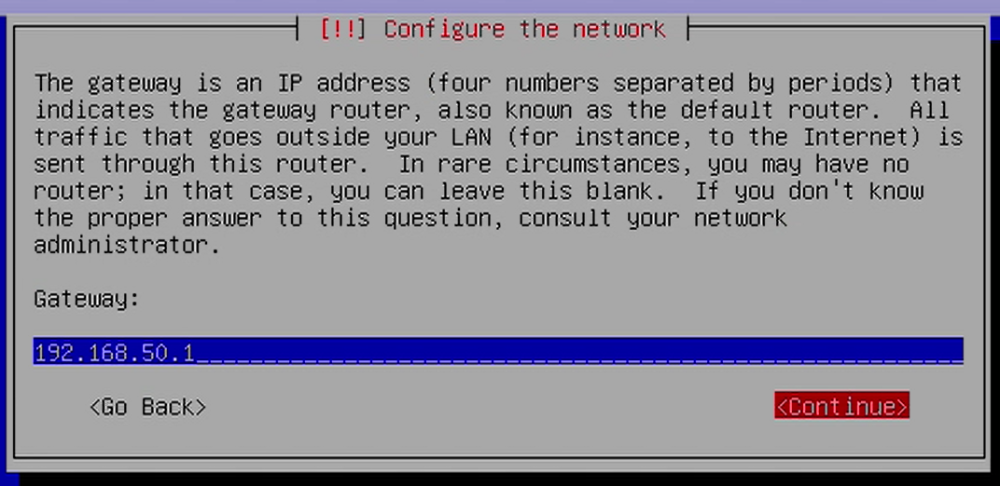 [!!] Configure the network
The gateway is an IP address (four numbers separated by periods) that
indicates the gateway router, also known as the default router.  All
traffic that goes outside your LAN (for instance, to the Internet) is
sent through this router.  In rare circumstances, you may have no
router; in that case, you can leave this blank.  If you don't know
the proper answer to this question, consult your network
administrator.
Gateway:
192.168.50.1
<Go Back> <Continue>